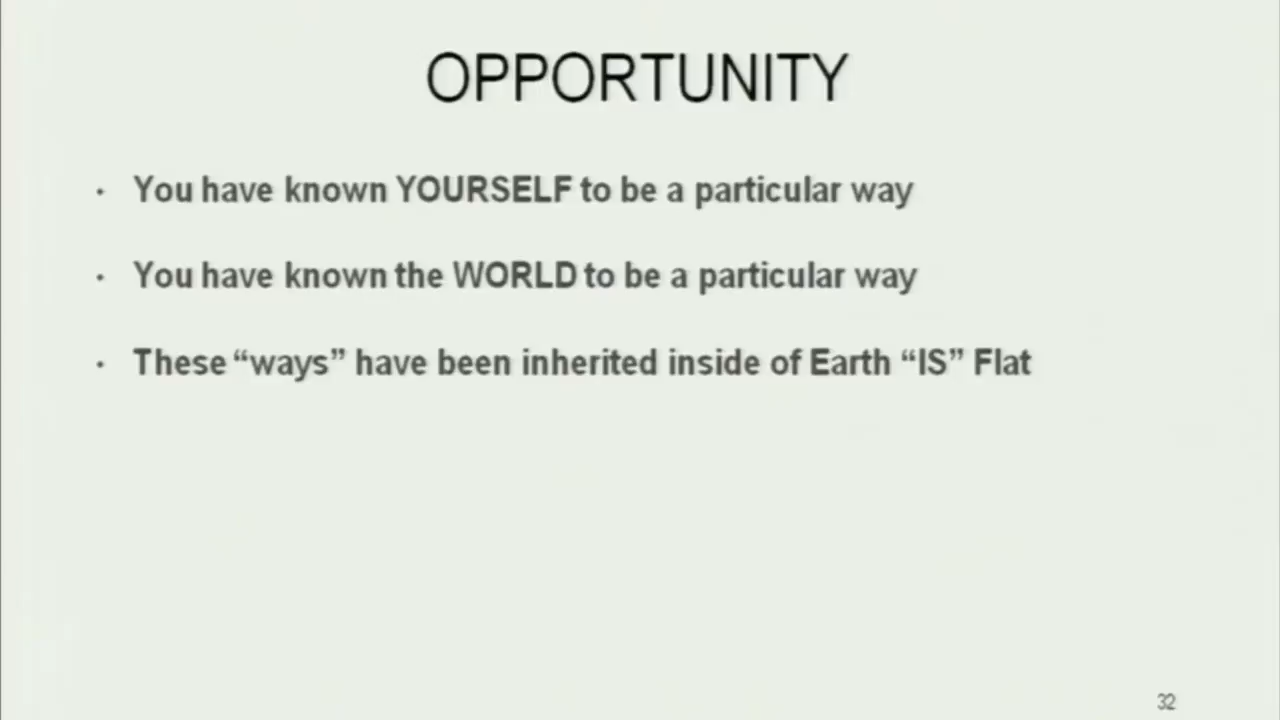 OPPORTUNITY
· You have known YOURSELF to be a particular way
· You have known the WORLD to be a particular way
· These “ways” have been inherited inside of Earth “IS” Flat
32